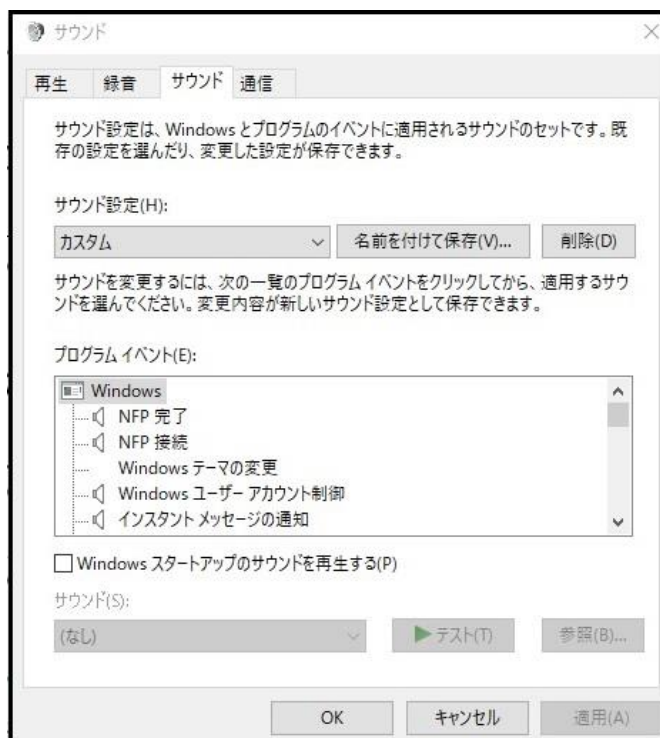 サウンド
再生 録音 サウンド 通信
サウンド設定は、Windows とプログラムのイベントに適用されるサウンドのセットです。既
存の設定を選んだり、変更した設定が保存できます。
サウンド設定(H):
カスタム 名前を付けて保存(V)... 削除(D)
サウンドを変更するには、次の一覧のプログラム イベントをクリックしてから、適用するサウ
ンドを選んでください。変更内容が新しいサウンド設定として保存できます。
プログラム イベント(E):
Windows
NFP 完了
NFP 接続
Windows テーマの変更
Windows ユーザー アカウント制御
インスタント メッセージの通知
Windows スタートアップのサウンドを再生する(P)
サウンド(S):
(なし) テスト(T) 参照(B)...
OK キャンセル 適用(A)